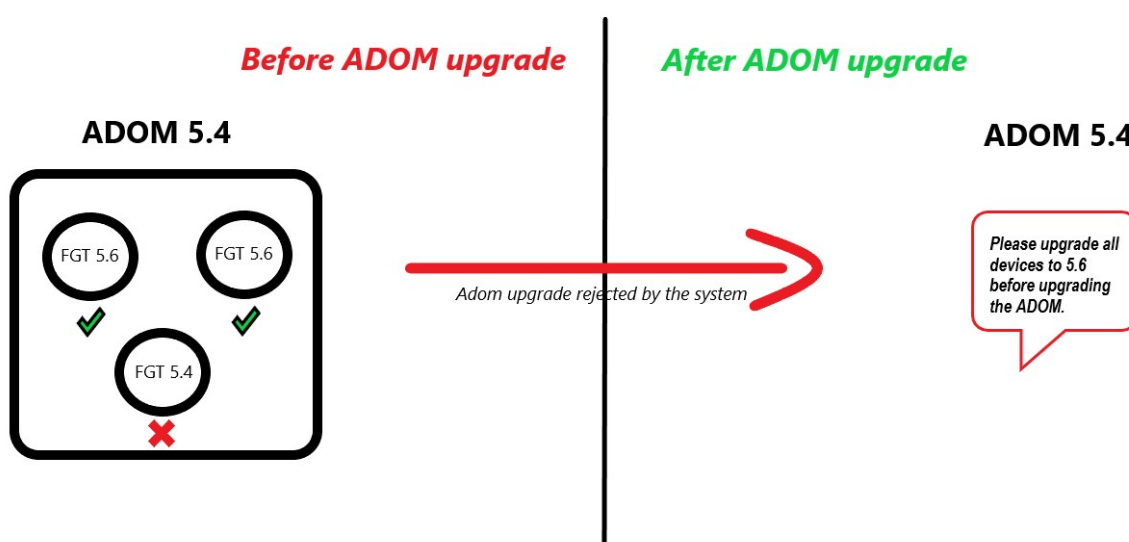 Before ADOM upgrade
After ADOM upgrade
ADOM 5.4
ADOM 5.4
FGT 5.6
FGT 5.6
FGT 5.4
Adom upgrade rejected by the system
Please upgrade all
devices to 5.6
before upgrading
the ADOM.